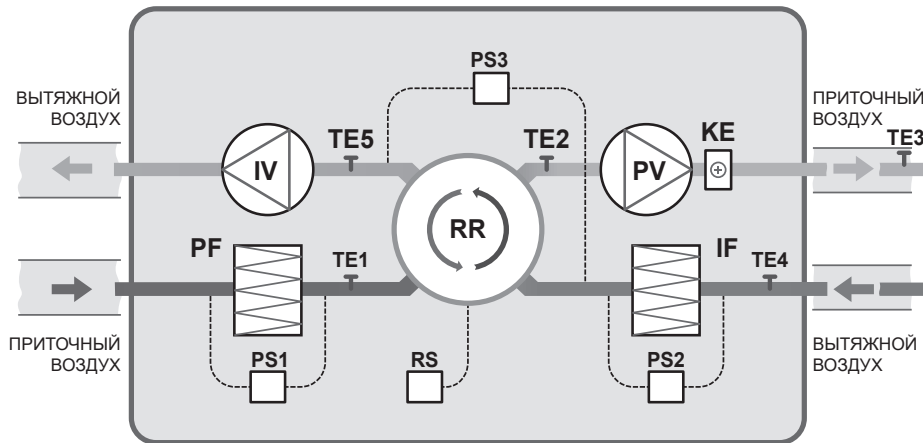 PS3
ВЫТЯЖНОЙ
ВОЗДУХ
ПРИТОЧНЫЙ
ВОЗДУХ
TE5
TE2
KE
TE3
IV
PV
RR
PF
TE1
IF
TE4
ПРИТОЧНЫЙ
ВОЗДУХ
PS1
RS
PS2
ВЫТЯЖНОЙ
ВОЗДУХ